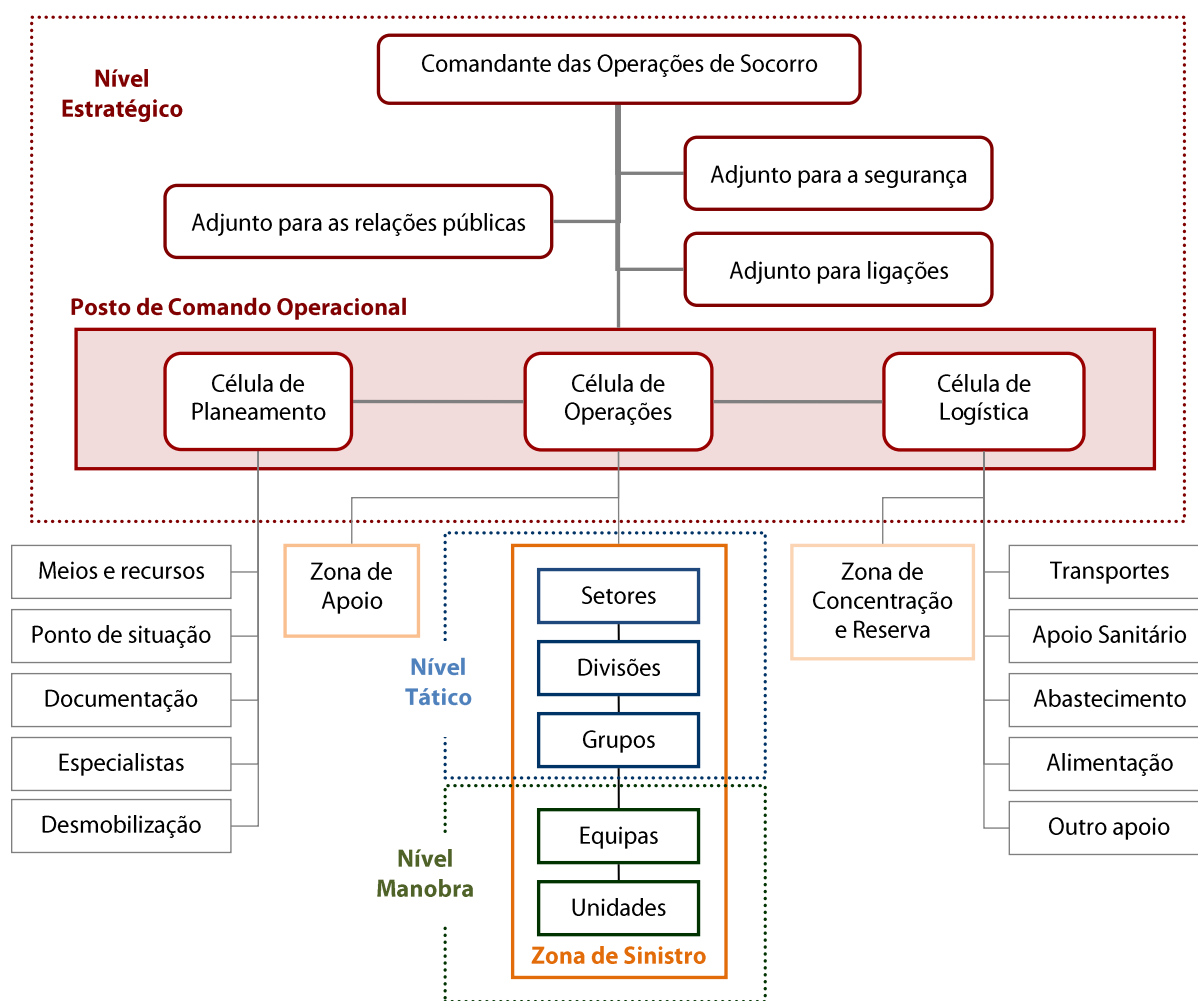 Nível
Estratégico
Comandante das Operações de Socorro
Adjunto para a segurança
Adjunto para as relações públicas
Adjunto para ligações
Posto de Comando Operacional
Célula de
Planeamento
Célula de
Operações
Célula de
Logística
Meios e recursos
Ponto de situação
Documentação
Especialistas
Desmobilização
Zona de
Apoio
Nível
Tático
Setores
Divisões
Grupos
Nível
Manobra
Equipas
Unidades
Zona de Sinistro
Zona de
Concentração
e Reserva
Transportes
Apoio Sanitário
Abastecimento
Alimentação
Outro apoio